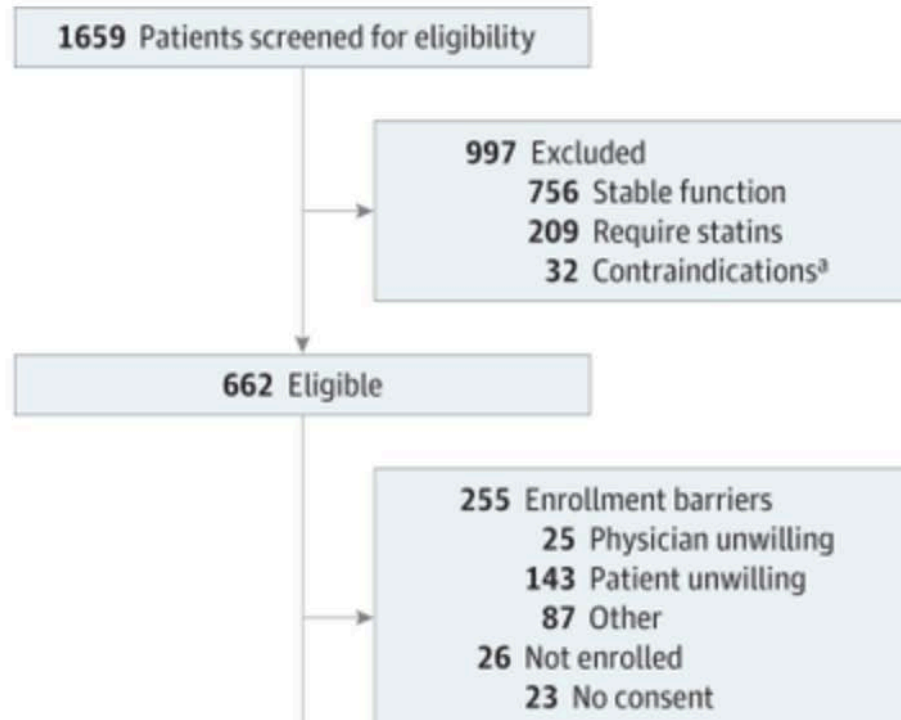 1659 Patients screened for eligibility
997 Excluded
756 Stable function
209 Require statins
32 Contraindicationsᵃ
662 Eligible
255 Enrollment barriers
25 Physician unwilling
143 Patient unwilling
87 Other
26 Not enrolled
23 No consent